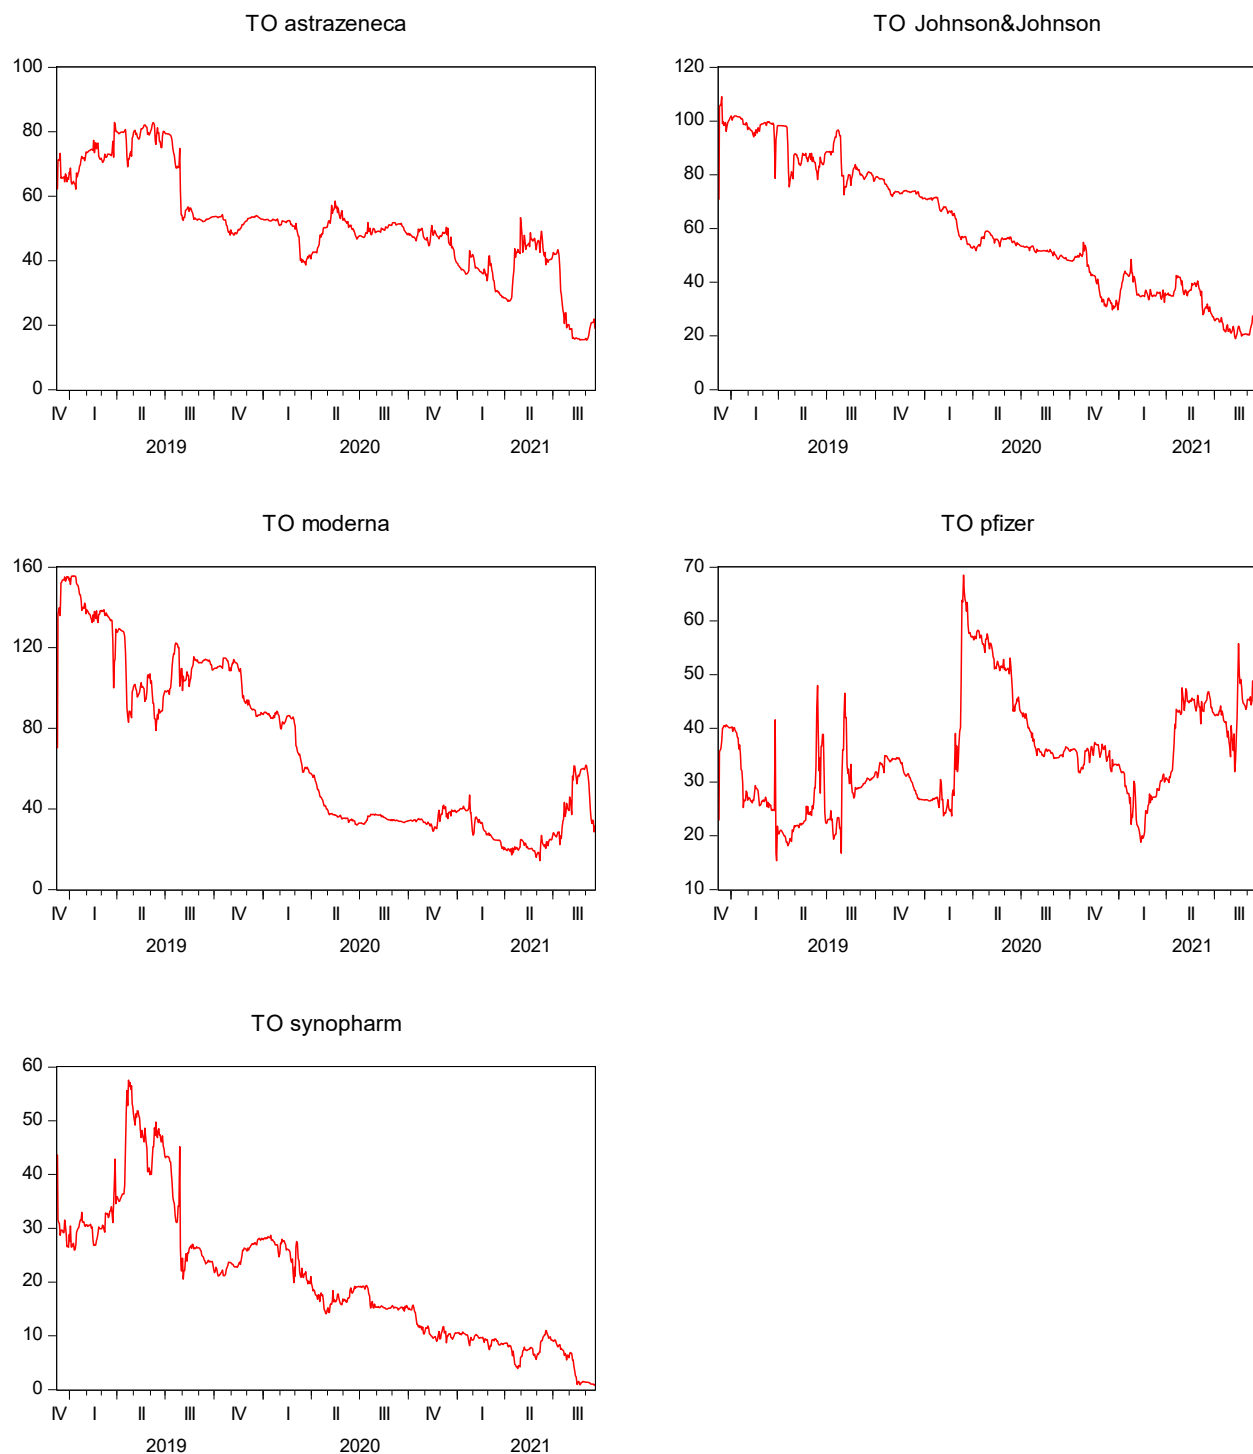 TO astrazeneca
100
80
60
40
20
0
IV I II III IV I II III IV I II III
2019 2020 2021
TO Johnson&Johnson
120
100
80
60
40
20
0
IV I II III IV I II III IV I II III
2019 2020 2021
TO moderna
160
120
80
40
0
IV I II III IV I II III IV I II III
2019 2020 2021
TO pfizer
70
60
50
40
30
20
10
IV I II III IV I II III IV I II III
2019 2020 2021
TO synopharm
60
50
40
30
20
10
0
IV I II III IV I II III IV I II III
2019 2020 2021